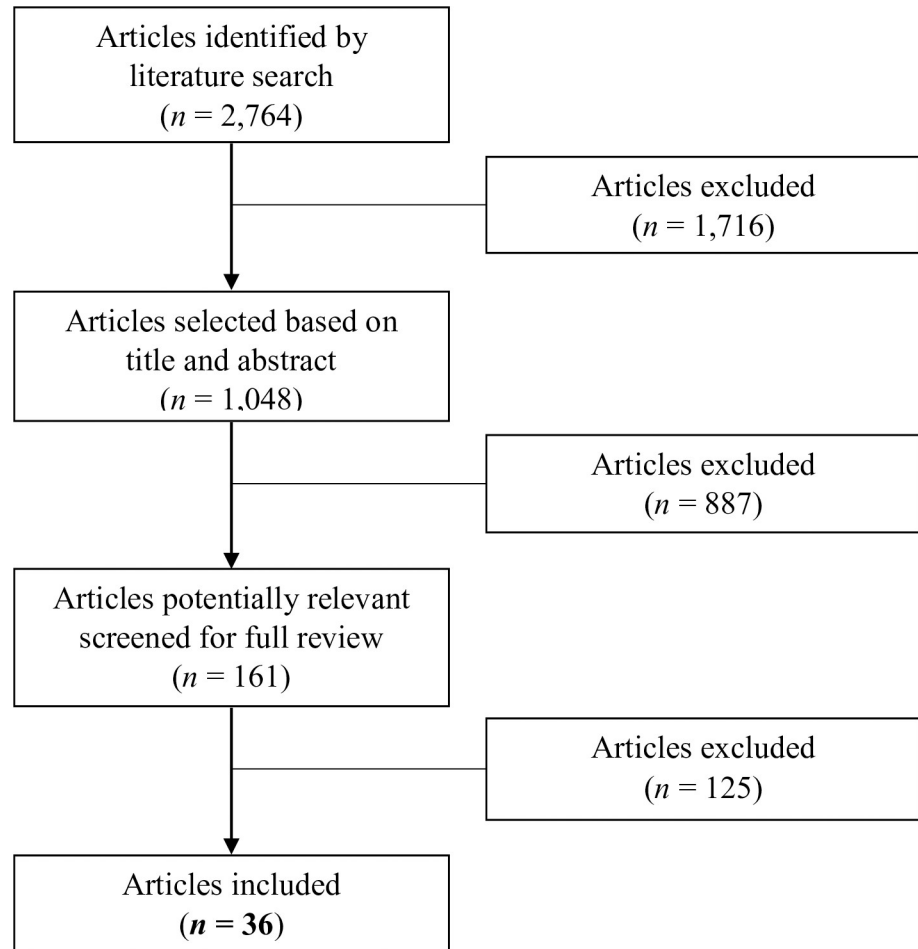 Articles identified by
literature search
(n = 2,764)
Articles excluded
(n = 1,716)
Articles selected based on
title and abstract
(n = 1,048)
Articles excluded
(n = 887)
Articles potentially relevant
screened for full review
(n = 161)
Articles excluded
(n = 125)
Articles included
(n = 36)